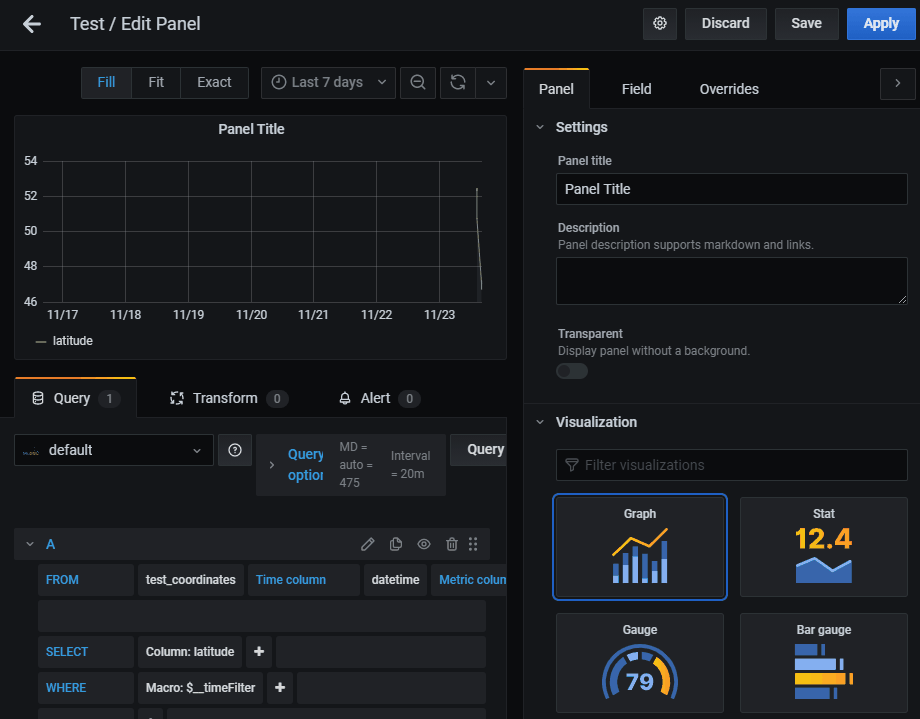 Test / Edit Panel
Discard
Save
Apply
Fill
Fit
Exact
Last 7 days
Panel
Field
Overrides
Panel Title
54
52
50
48
46
11/17
11/18
11/19
11/20
11/21
11/22
11/23
latitude
Settings
Panel title
Panel Title
Description
Panel description supports markdown and links.
Transparent
Display panel without a background.
Query 1
Transform 0
Alert 0
default
Query
option
MD =
auto =
475
Interval
= 20m
Query
A
FROM
test_coordinates
Time column
datetime
Metric colum
SELECT
Column: latitude
+
WHERE
Macro: $__timeFilter
+
Visualization
Filter visualizations
Graph
Stat
12.4
Gauge
79
Bar gauge